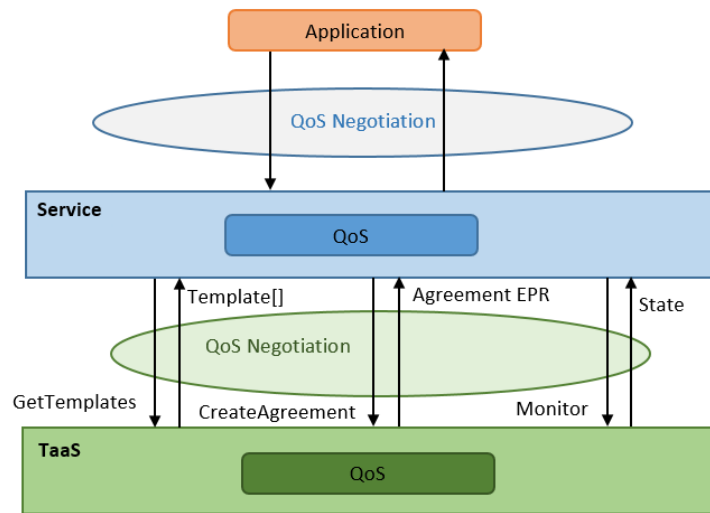 Application
QoS Negotiation
Service
QoS
Template[]
Agreement EPR
State
QoS Negotiation
GetTemplates
CreateAgreement
Monitor
TaaS
QoS